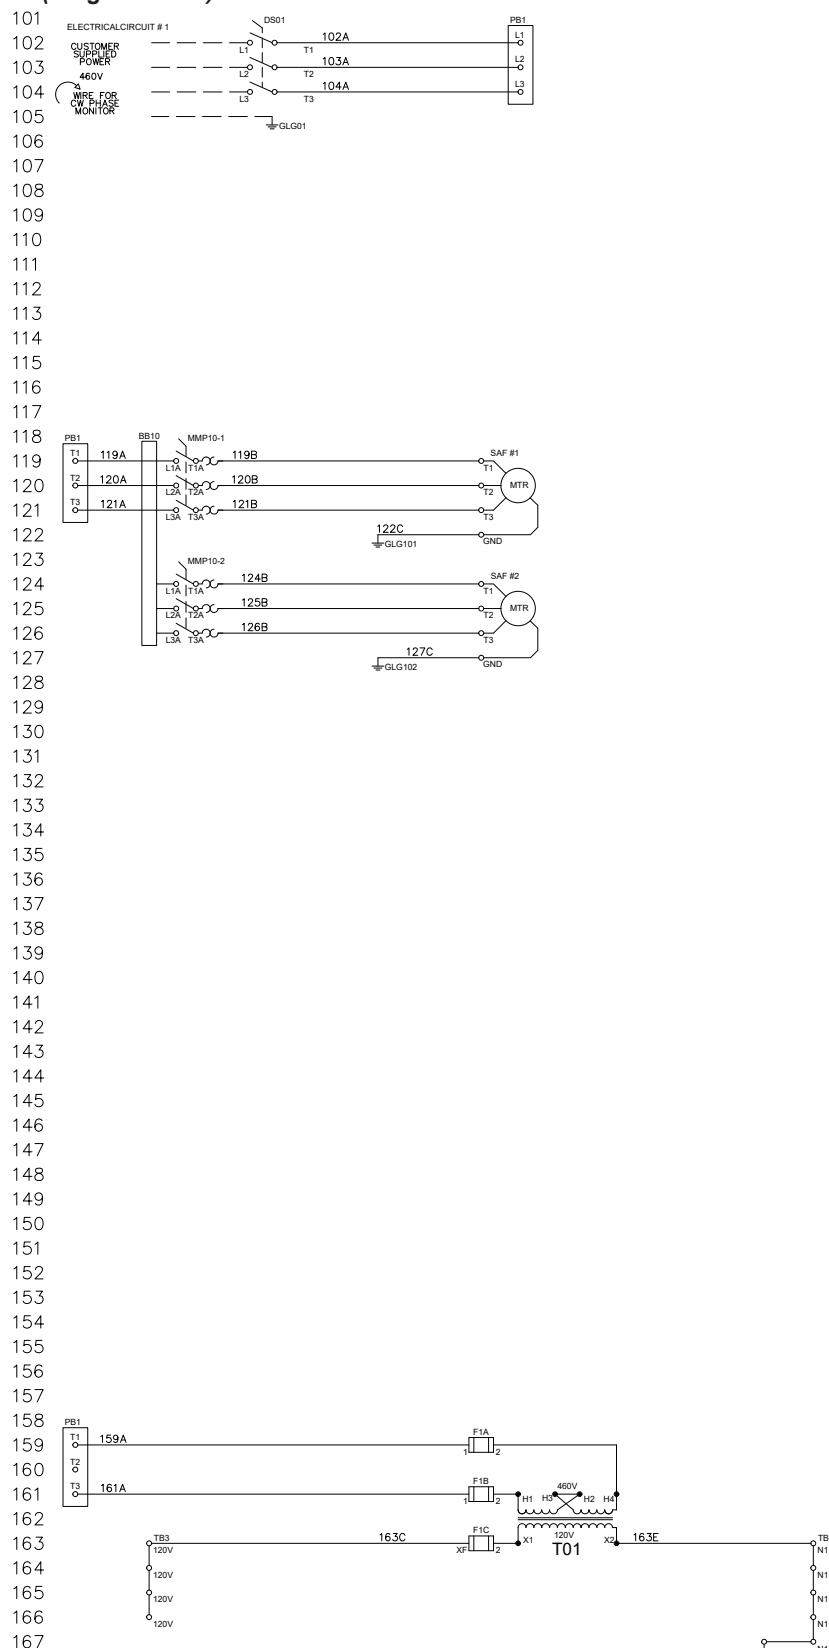 101
ELECTRICALCIRCUIT # 1
DS01
PB1
102
CUSTOMER
SUPPLIED
POWER
L1
T1
102A
L1
103
L2
T2
103A
L2
460V
104
WIRE FOR
CW PHASE
MONITOR
L3
T3
104A
L3
105
GLG01
106
107
108
109
110
111
112
113
114
115
116
117
118
PB1
BB10
MMP10-1
119
T1
119A
L1A T1A
119B
SAF #1
T1
120
T2
120A
L2A T2A
120B
T2
MTR
121
T3
121A
L3A T3A
121B
T3
122
122C
GLG101
GND
123
MMP10-2
124
L1A T1A
124B
SAF #2
T1
125
L2A T2A
125B
T2
MTR
126
L3A T3A
126B
T3
127
127C
GLG102
GND
128
129
130
131
132
133
134
135
136
137
138
139
140
141
142
143
144
145
146
147
148
149
150
151
152
153
154
155
156
157
158
PB1
159
T1
159A
F1A
1 2
160
T2
161
T3
161A
F1B
1 2
H1 H3 460V H2 H4
162
163
TB3
120V
163C
F1C
XF 2
X1 120V X2
T01
163E
TB
N1
164
120V
N1
165
120V
N1
166
120V
N1
167